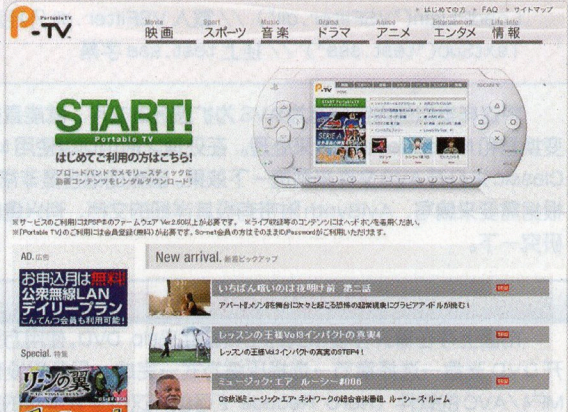 はじめての方 FAQ サイトマップ
PortableTV
P-TV
Movie Sport Music Drama Anime Entertainment Life-Info
映画 スポーツ 音楽 ドラマ アニメ エンタメ 情報
START!
Portable TV
はじめてご利用の方はこちら!
ブロードバンドでメモリースティックに
動画コンテンツをレンタルダウンロード!
SONY
※サービスのご利用にはPSP®のファームウェア Ver.2.60以上が必要です。 ※ライブ収録等のコンテンツにはヘッドホンを着用ください。
※「Portable TV」のご利用には会員登録(無料)が必要です。So-net会員の方はそのままID/Passwordがご利用いただけます。
AD. 広告
お申込月は無料
公衆無線LAN
デイリープラン
こんてんつ会員も利用可能!
Special. 特集
New arrival. 新着ピックアップ
いちばん暗いのは夜明け前 第二話
アパート『メゾン』を舞台に次々と起こる恐怖の超常現象にグラビアアイドルが挑む!
レッスンの王様Vol3インパクトの真実4
レッスンの王様Vol.3インパクトの真実のSTEP4!
ミュージック・エア ルーシー#006
CS放送ミュージック・エア・ネットワークの総合音楽番組、ルーシーズ・ルーム